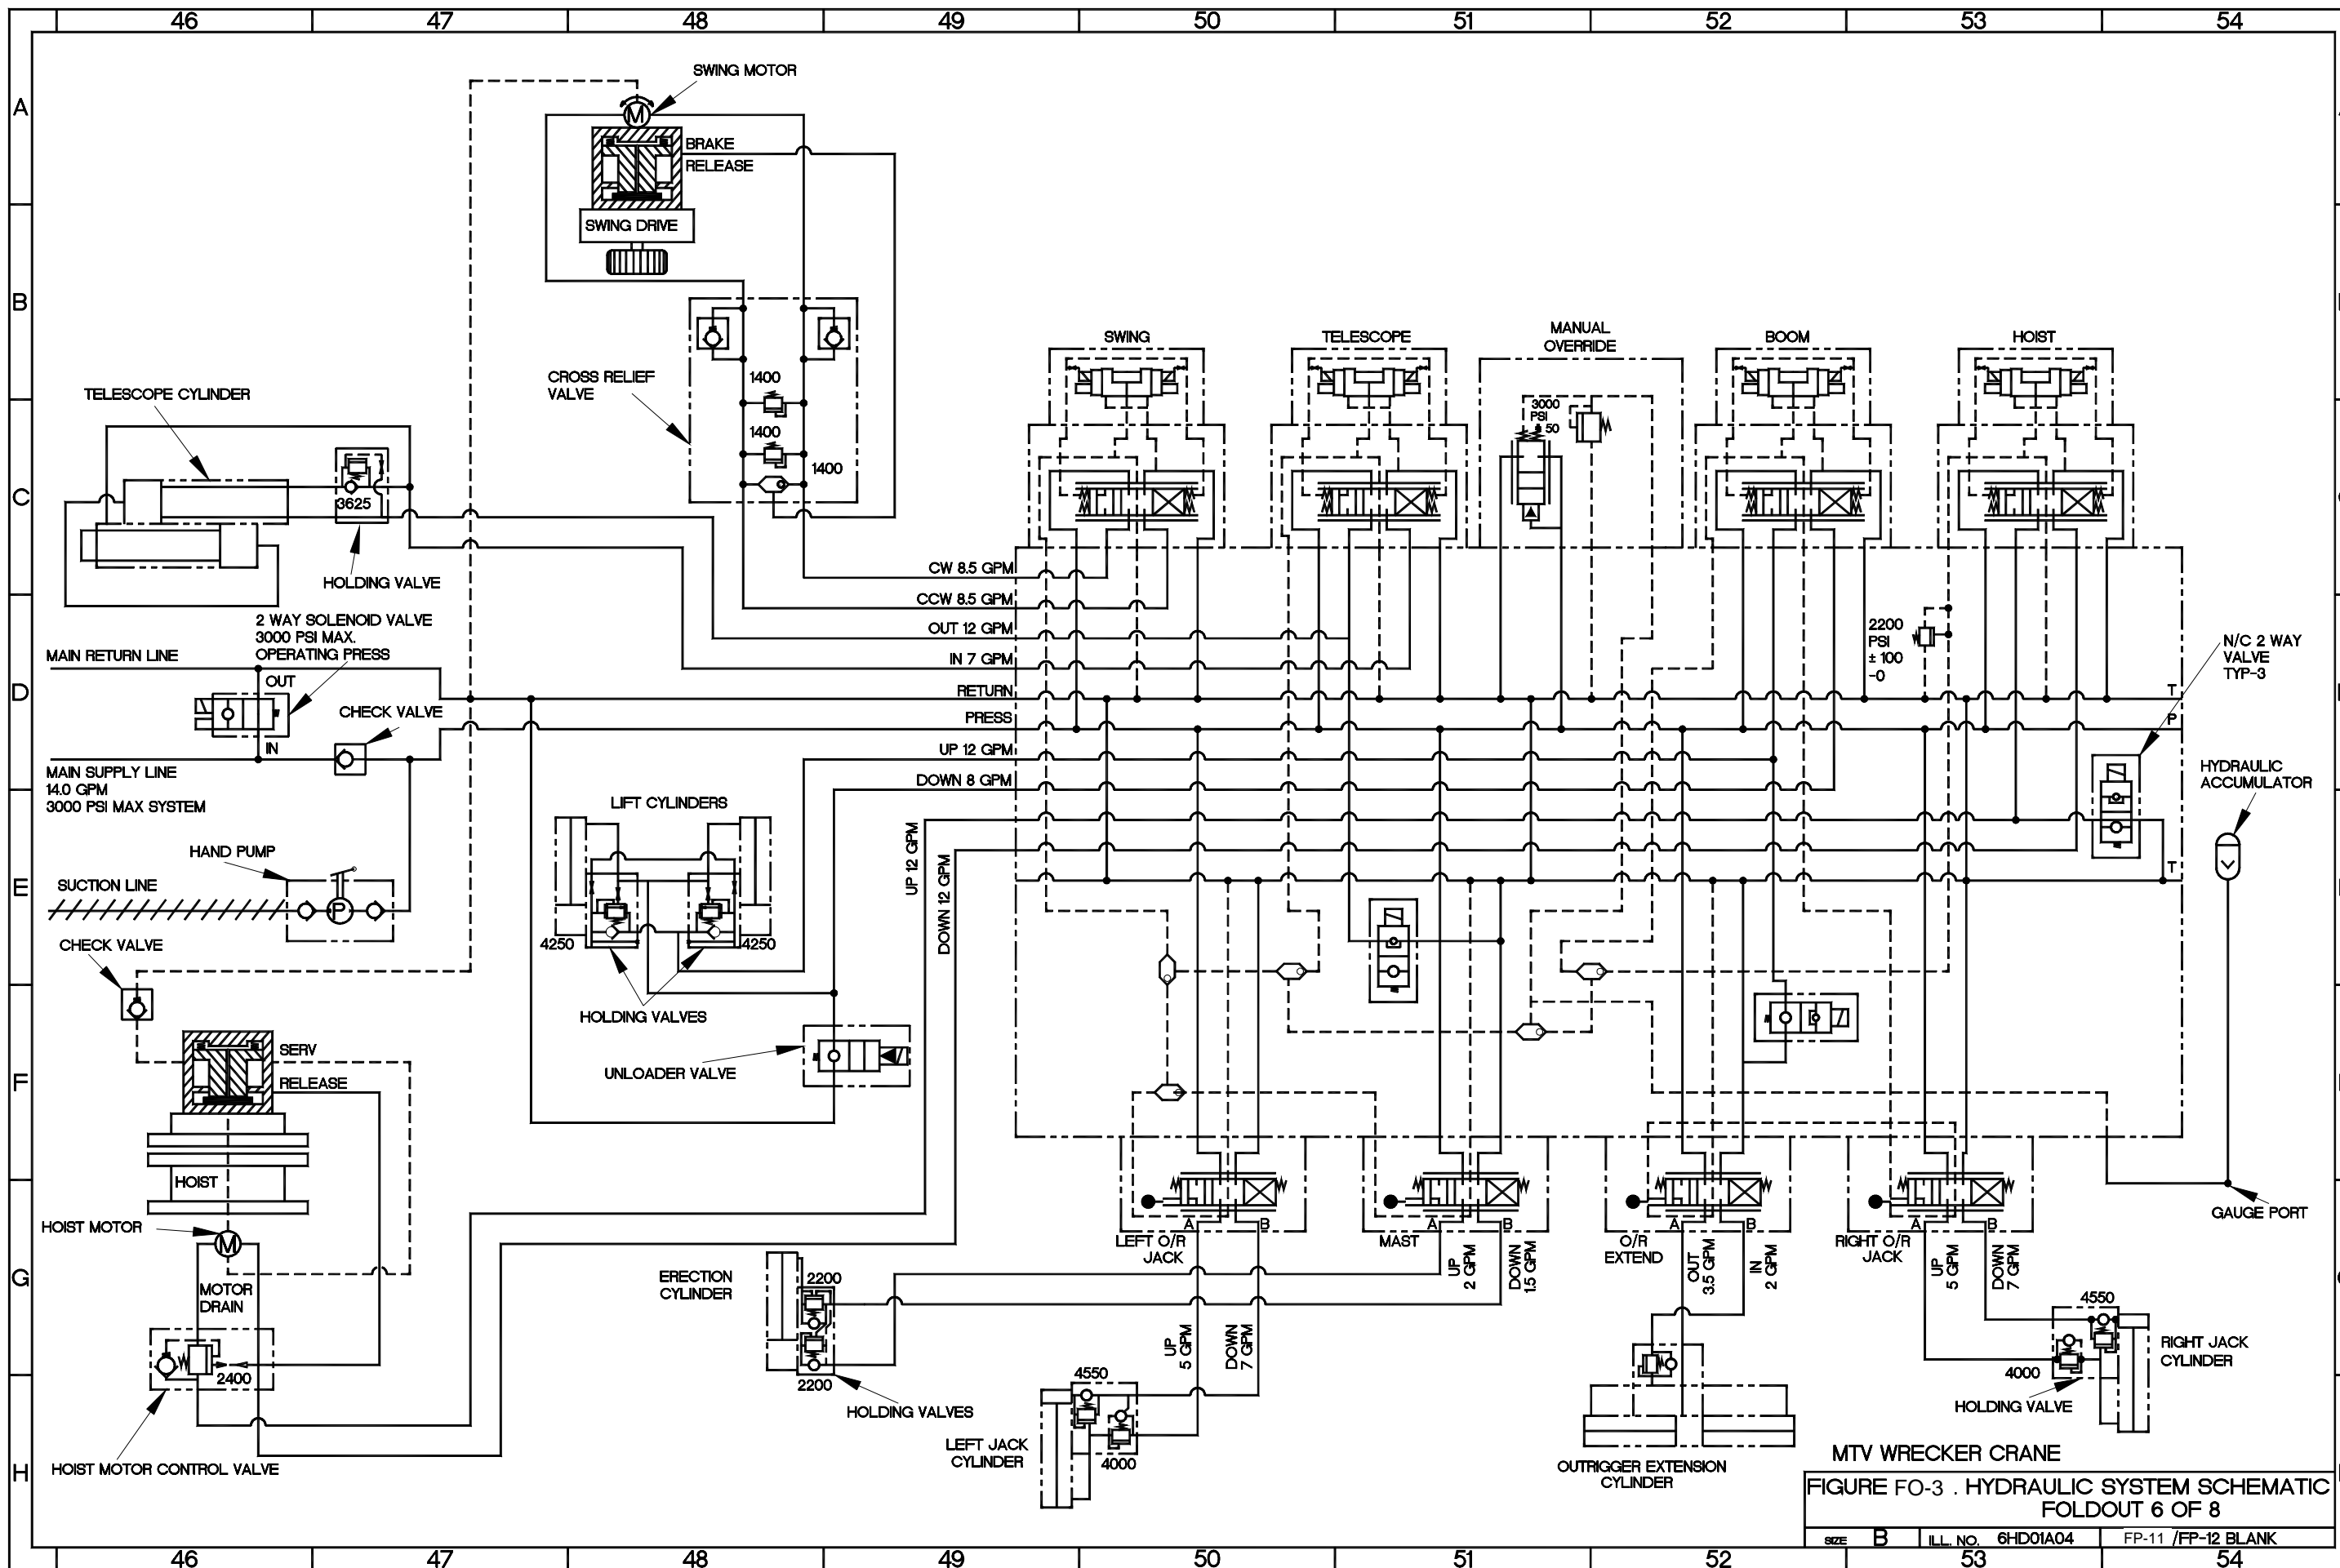 46 47 48 49 50 51 52 53 54
A
B
C
D
E
F
G
H
SWING MOTOR
M
BRAKE
RELEASE
SWING DRIVE
CROSS RELIEF
VALVE
1400
1400
1400
TELESCOPE CYLINDER
3625
HOLDING VALVE
2 WAY SOLENOID VALVE
3000 PSI MAX.
OPERATING PRESS
MAIN RETURN LINE
OUT
CHECK VALVE
IN
MAIN SUPPLY LINE
14.0 GPM
3000 PSI MAX SYSTEM
HAND PUMP
SUCTION LINE
P
CHECK VALVE
SERV
RELEASE
HOIST
HOIST MOTOR
M
MOTOR
DRAIN
2400
HOIST MOTOR CONTROL VALVE
LIFT CYLINDERS
4250
4250
HOLDING VALVES
UNLOADER VALVE
SWING
TELESCOPE
MANUAL
OVERRIDE
BOOM
HOIST
3000
PSI
± 50
CW 8.5 GPM
CCW 8.5 GPM
OUT 12 GPM
IN 7 GPM
RETURN
PRESS
UP 12 GPM
DOWN 8 GPM
UP 12 GPM
DOWN 12 GPM
2200
PSI
± 100
-0
T
P
T
N/C 2 WAY
VALVE
TYP-3
HYDRAULIC
ACCUMULATOR
GAUGE PORT
A B
LEFT O/R
JACK
A B
MAST
UP
2 GPM
DOWN
1.5 GPM
A B
O/R
EXTEND
OUT
3.5 GPM
IN
2 GPM
A B
RIGHT O/R
JACK
UP
5 GPM
DOWN
7 GPM
ERECTION
CYLINDER
2200
2200
HOLDING VALVES
UP
5 GPM
DOWN
7 GPM
4550
LEFT JACK
CYLINDER
4000
OUTRIGGER EXTENSION
CYLINDER
4550
4000
RIGHT JACK
CYLINDER
HOLDING VALVE
MTV WRECKER CRANE
FIGURE FO-3 . HYDRAULIC SYSTEM SCHEMATIC
FOLDOUT 6 OF 8
SIZE B ILL. NO. 6HD01A04 FP-11 /FP-12 BLANK
46 47 48 49 50 51 52 53 54